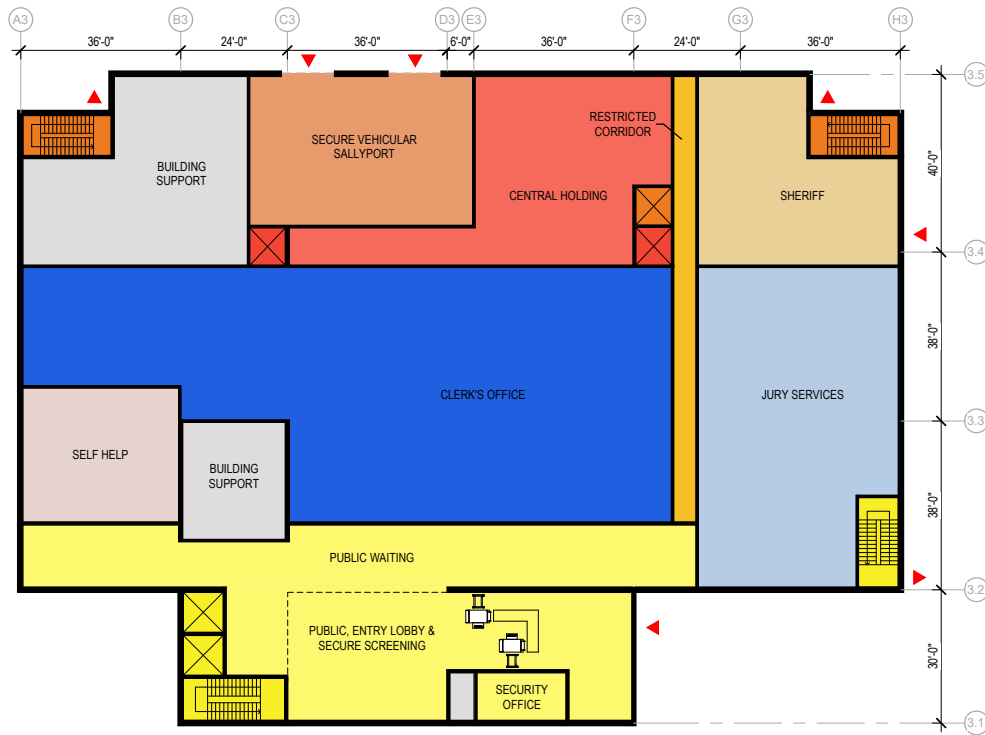 A3 B3 C3 D3 E3 F3 G3 H3
36'-0" 24'-0" 36'-0" 6'-0" 36'-0" 24'-0" 36'-0"
3.5
RESTRICTED
CORRIDOR
SECURE VEHICULAR
SALLYPORT
BUILDING
SUPPORT
CENTRAL HOLDING
SHERIFF
40'-0"
3.4
38'-0"
CLERK'S OFFICE
JURY SERVICES
3.3
SELF HELP
BUILDING
SUPPORT
38'-0"
PUBLIC WAITING
3.2
PUBLIC, ENTRY LOBBY &
SECURE SCREENING
30'-0"
SECURITY
OFFICE
3.1